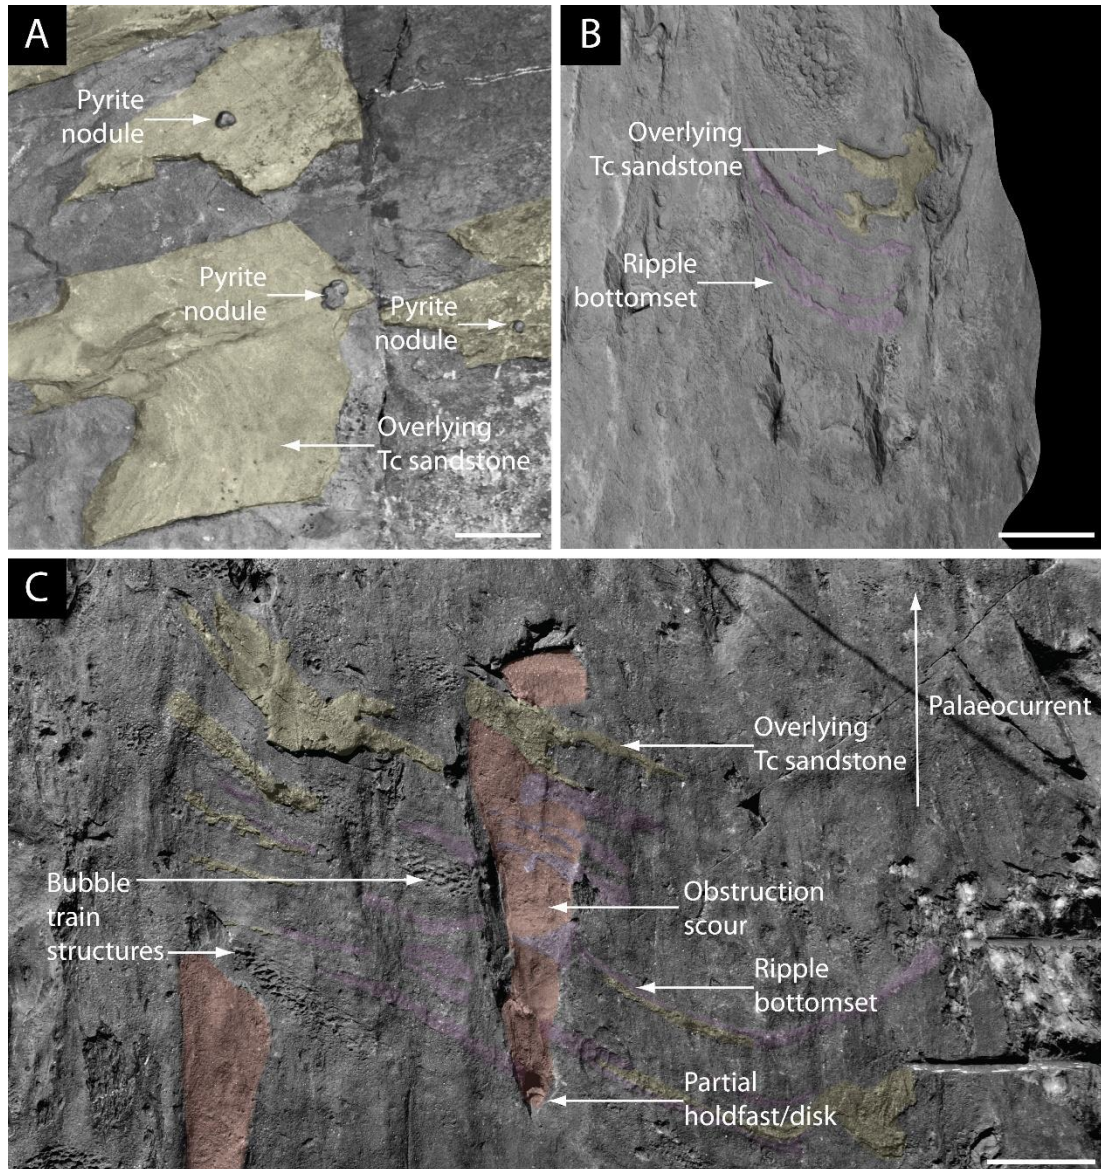 A
Pyrite
nodule
Pyrite
nodule
Pyrite
nodule
Overlying
Tc sandstone
B
Overlying
Tc sandstone
Ripple
bottomset
C
Palaeocurrent
Overlying
Tc sandstone
Bubble
train
structures
Obstruction
scour
Ripple
bottomset
Partial
holdfast/disk